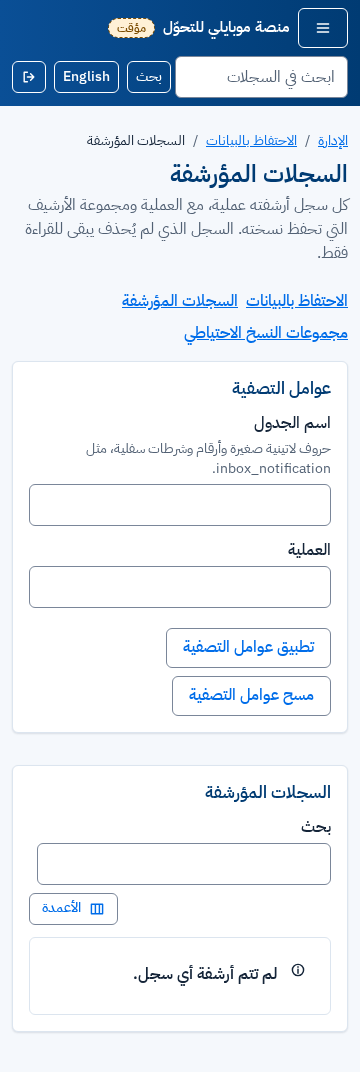 منصة موبايلي للتحوّل مؤقت
ابحث في السجلات
بحث
English
الإدارة / الاحتفاظ بالبيانات / السجلات المؤرشفة
السجلات المؤرشفة
كل سجل أرشفته عملية، مع العملية ومجموعة الأرشيف
التي تحفظ نسخته. السجل الذي لم يُحذف يبقى للقراءة
فقط.
الاحتفاظ بالبيانات السجلات المؤرشفة
مجموعات النسخ الاحتياطي
عوامل التصفية
اسم الجدول
حروف لاتينية صغيرة وأرقام وشرطات سفلية، مثل
inbox_notification.
العملية
تطبيق عوامل التصفية
مسح عوامل التصفية
السجلات المؤرشفة
بحث
الأعمدة
لم تتم أرشفة أي سجل.